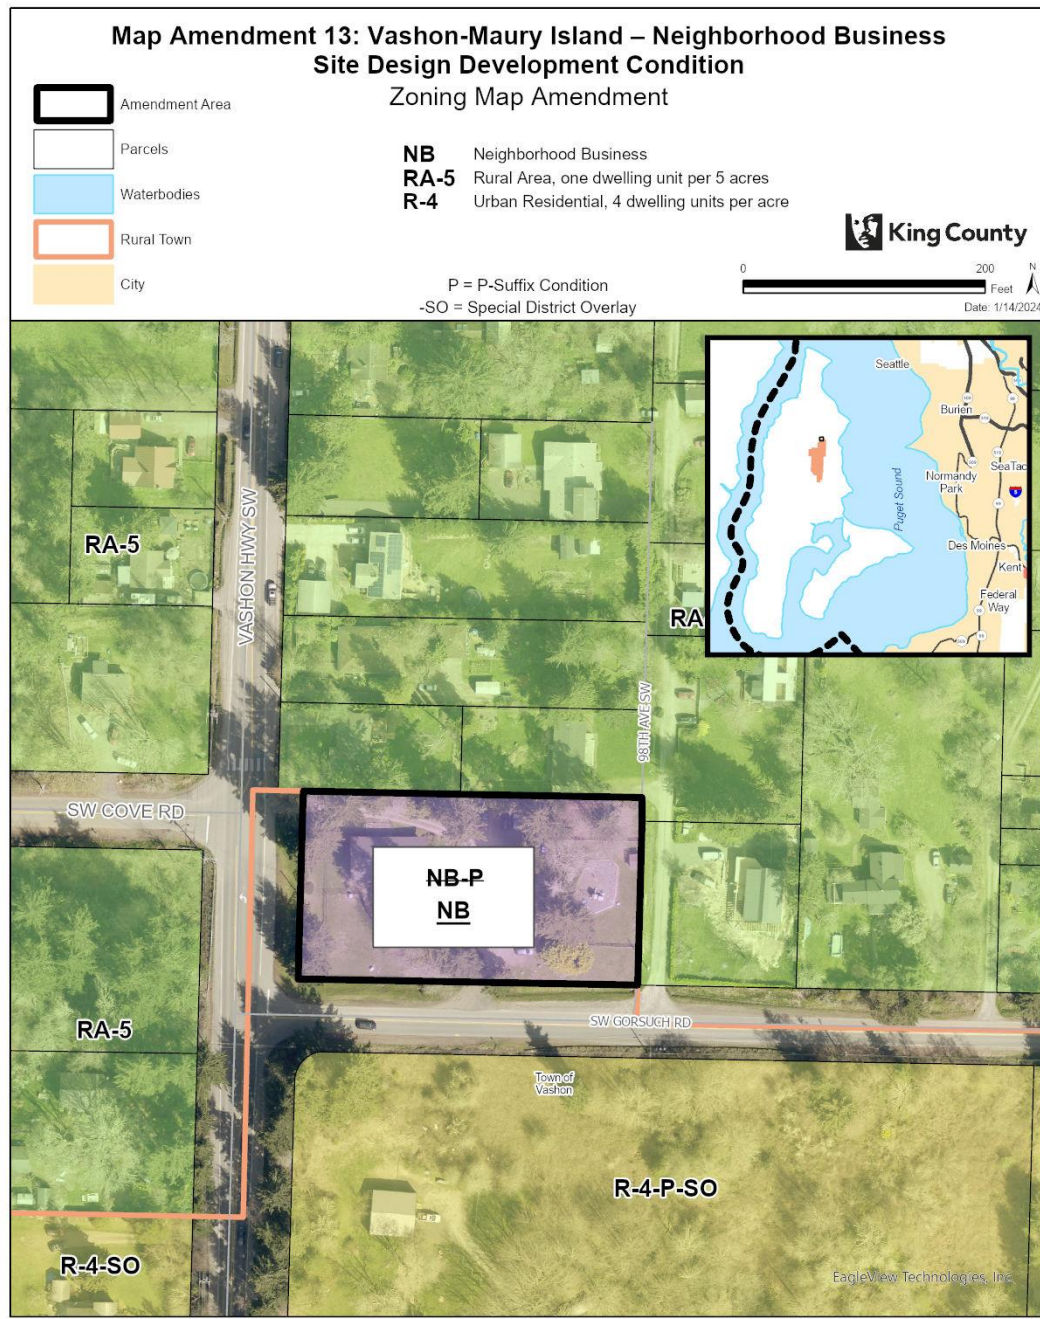 Map Amendment 13: Vashon-Maury Island – Neighborhood Business
Site Design Development Condition
Zoning Map Amendment
Amendment Area
Parcels
Waterbodies
Rural Town
City
NB Neighborhood Business
RA-5 Rural Area, one dwelling unit per 5 acres
R-4 Urban Residential, 4 dwelling units per acre
P = P-Suffix Condition
-SO = Special District Overlay
King County
0 200
Feet
N
Date: 1/14/2024
Seattle
Burien
Normandy
Park
SeaTac
5
Puget Sound
Des Moines
Kent
Federal
Way
RA-5
VASHON HWY SW
RA
98TH AVE SW
SW COVE RD
NB-P
NB
RA-5
SW GORSUCH RD
Town of
Vashon
R-4-P-SO
R-4-SO
EagleView Technologies, Inc.